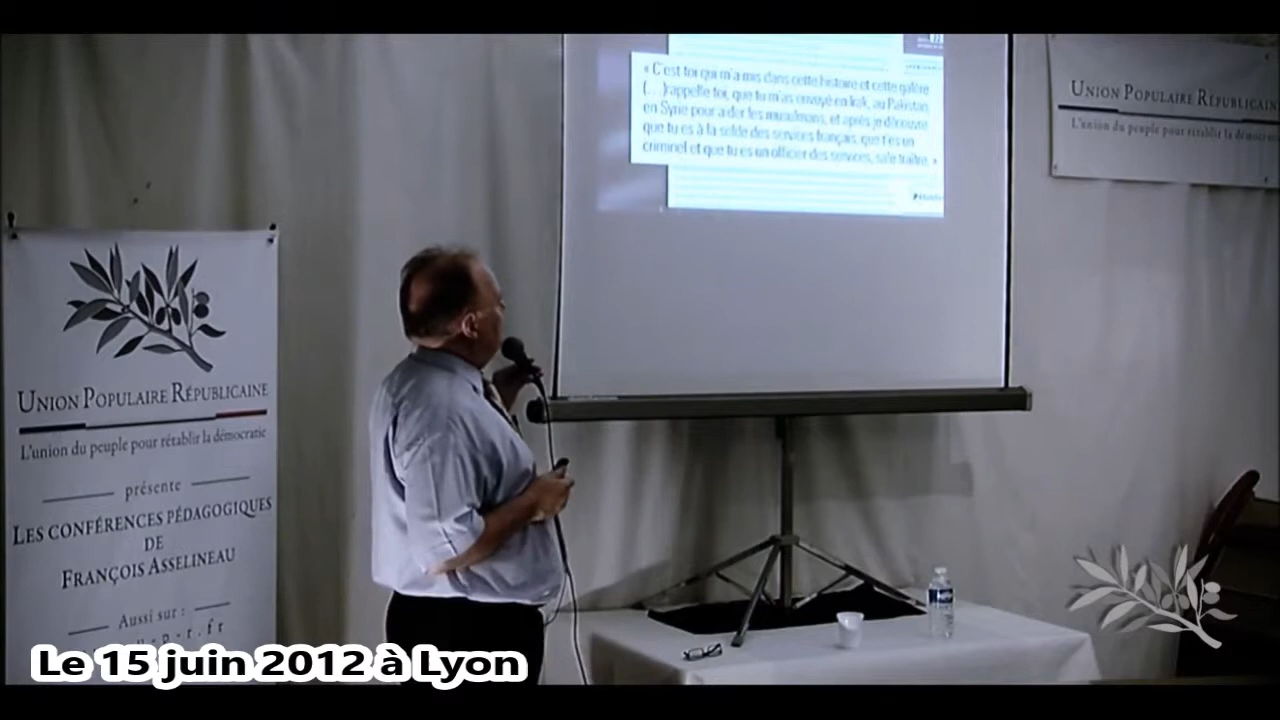 « C'est toi qui m'a mis dans cette histoire et cette galère
(...) rappelle toi, que tu m'as envoyé en Irak, au Pakistan,
en Syrie pour aider les musulmans, et après je découvre
que tu es à la solde des services français, que t'es un
criminel et que tu es un officier des services, sale traître. »
UNION POPULAIRE RÉPUBLICAINE
L'union du peuple pour rétablir la démocratie
UNION POPULAIRE RÉPUBLICAINE
L'union du peuple pour rétablir la démocratie
présente
LES CONFÉRENCES PÉDAGOGIQUES
DE
FRANÇOIS ASSELINEAU
Aussi sur :
Le 15 juin 2012 à Lyon